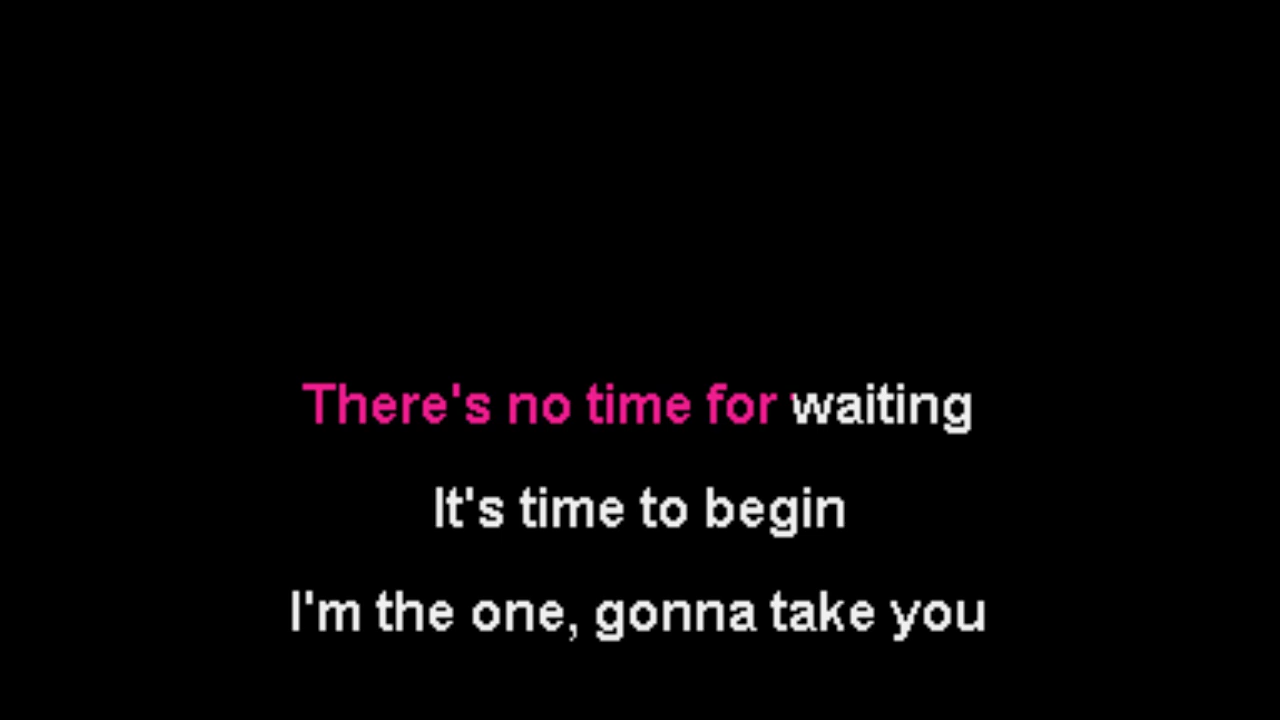 There's no time for waiting
It's time to begin
I'm the one, gonna take you